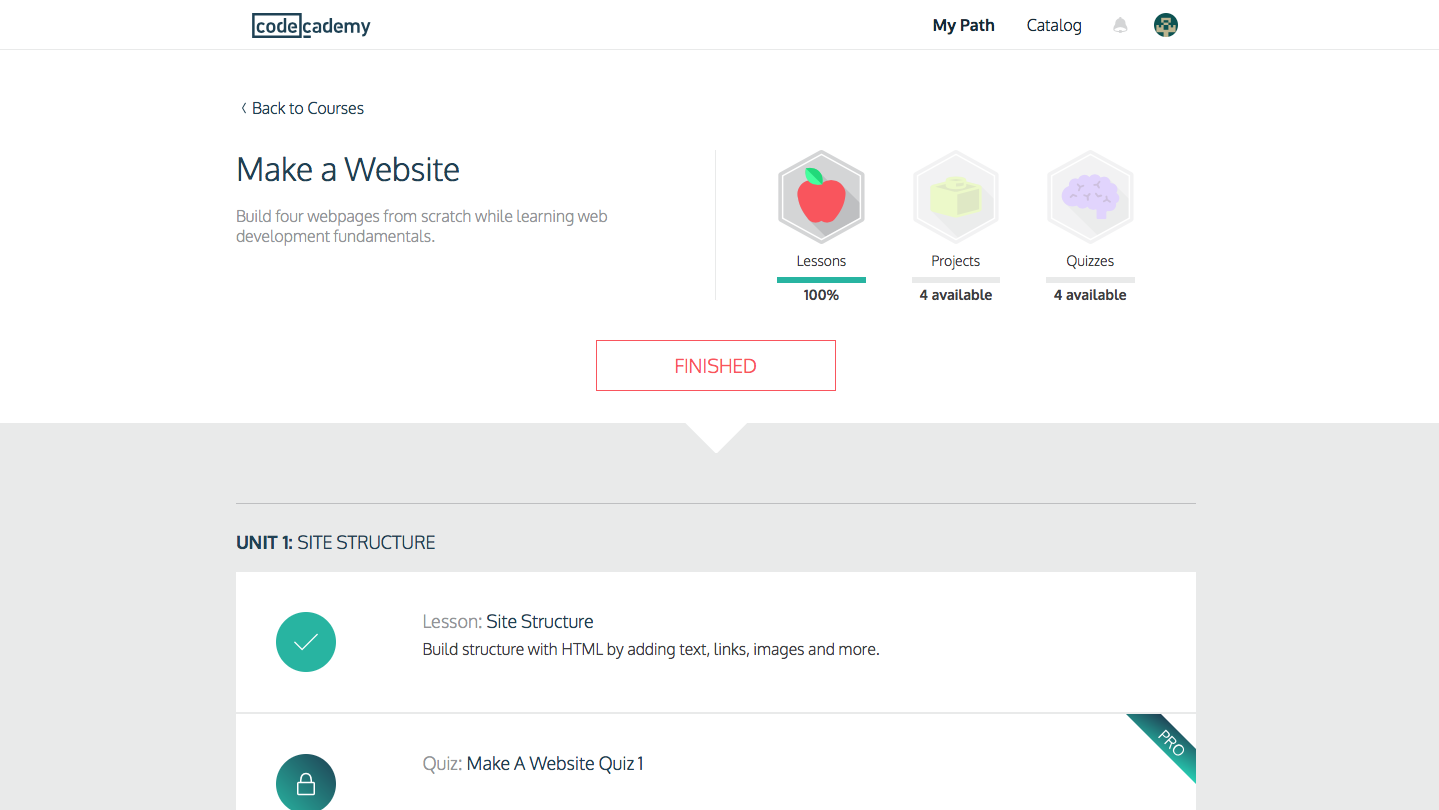 codecademy
My Path
Catalog
Back to Courses
Make a Website
Build four webpages from scratch while learning web
development fundamentals.
Lessons
100%
Projects
4 available
Quizzes
4 available
FINISHED
UNIT 1: SITE STRUCTURE
Lesson: Site Structure
Build structure with HTML by adding text, links, images and more.
PRO
Quiz: Make A Website Quiz 1